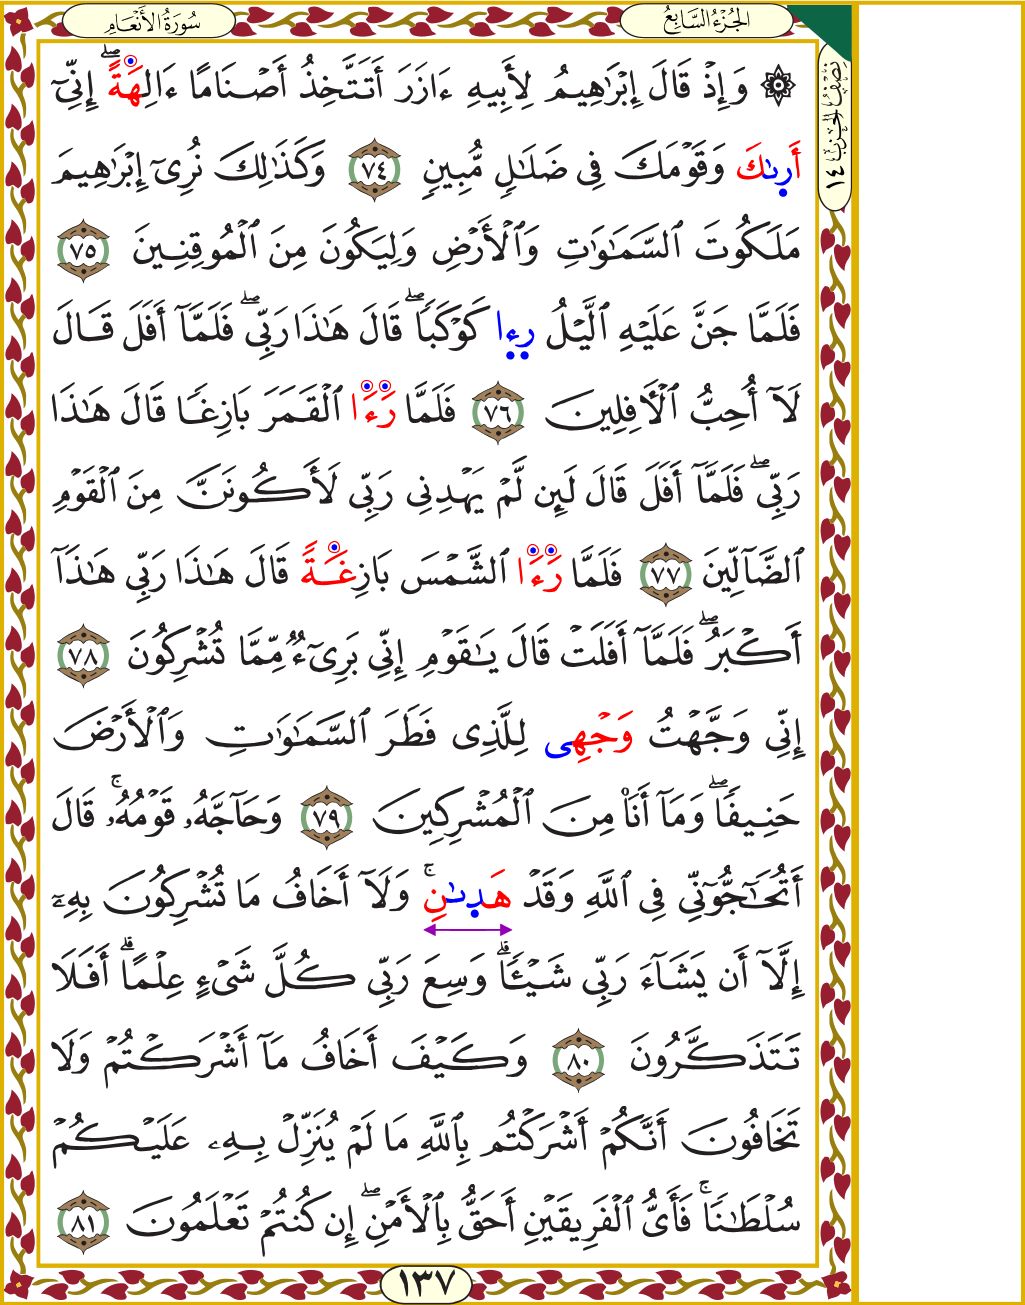 سُورَةُ الأَنْعَامِ
الجُزْءُ السَّابِعُ
نِصْفُ الحِزْبِ ١٤
۞ وَإِذْ قَالَ إِبْرَٰهِيمُ لِأَبِيهِ ءَازَرَ أَتَتَّخِذُ أَصْنَامًا ءَالِهَةً ۖ إِنِّىٓ
أَرىٰكَ وَقَوْمَكَ فِى ضَلَٰلٍ مُّبِينٍ ٧٤ وَكَذَٰلِكَ نُرِىٓ إِبْرَٰهِيمَ
مَلَكُوتَ ٱلسَّمَٰوَٰتِ وَٱلْأَرْضِ وَلِيَكُونَ مِنَ ٱلْمُوقِنِينَ ٧٥
فَلَمَّا جَنَّ عَلَيْهِ ٱلَّيْلُ رءا كَوْكَبًا ۖ قَالَ هَٰذَا رَبِّى ۖ فَلَمَّآ أَفَلَ قَالَ
لَآ أُحِبُّ ٱلْأَفِلِينَ ٧٦ فَلَمَّا رَءَا ٱلْقَمَرَ بَازِغًا قَالَ هَٰذَا
رَبِّى ۖ فَلَمَّآ أَفَلَ قَالَ لَئِن لَّمْ يَهْدِنِى رَبِّى لَأَكُونَنَّ مِنَ ٱلْقَوْمِ
ٱلضَّآلِّينَ ٧٧ فَلَمَّا رَءَا ٱلشَّمْسَ بَازِغَةً قَالَ هَٰذَا رَبِّى هَٰذَآ
أَكْبَرُ ۖ فَلَمَّآ أَفَلَتْ قَالَ يَٰقَوْمِ إِنِّى بَرِىٓءٌ مِّمَّا تُشْرِكُونَ ٧٨
إِنِّى وَجَّهْتُ وَجْهِى لِلَّذِى فَطَرَ ٱلسَّمَٰوَٰتِ وَٱلْأَرْضَ
حَنِيفًا ۖ وَمَآ أَنَا۠ مِنَ ٱلْمُشْرِكِينَ ٧٩ وَحَآجَّهُۥ قَوْمُهُۥ ۚ قَالَ
أَتُحَٰٓجُّوٓنِّى فِى ٱللَّهِ وَقَدْ هَدىٰنِ ۚ وَلَآ أَخَافُ مَا تُشْرِكُونَ بِهِۦٓ
إِلَّآ أَن يَشَآءَ رَبِّى شَيْـًٔا ۗ وَسِعَ رَبِّى كُلَّ شَىْءٍ عِلْمًا ۗ أَفَلَا
تَتَذَكَّرُونَ ٨٠ وَكَيْفَ أَخَافُ مَآ أَشْرَكْتُمْ وَلَا
تَخَافُونَ أَنَّكُمْ أَشْرَكْتُم بِٱللَّهِ مَا لَمْ يُنَزِّلْ بِهِۦ عَلَيْكُمْ
سُلْطَٰنًا ۚ فَأَىُّ ٱلْفَرِيقَيْنِ أَحَقُّ بِٱلْأَمْنِ ۖ إِن كُنتُمْ تَعْلَمُونَ ٨١
١٣٧